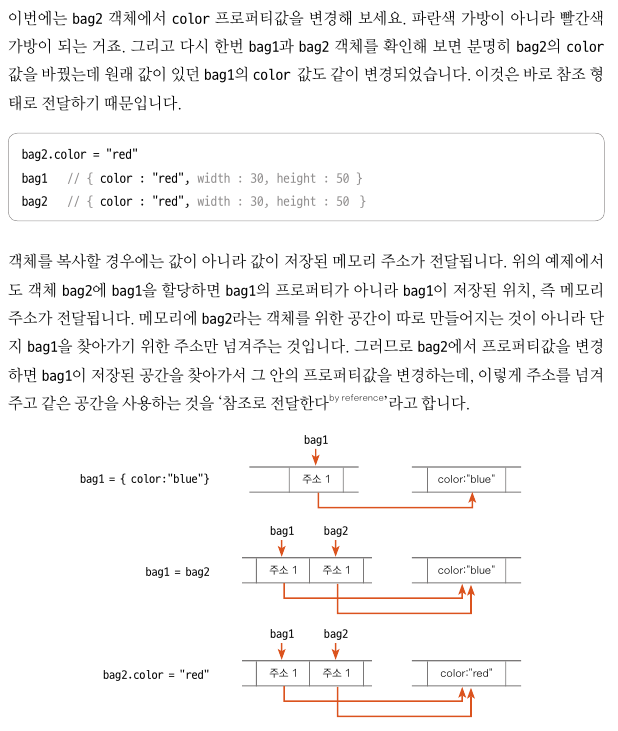 이번에는 bag2 객체에서 color 프로퍼티값을 변경해 보세요. 파란색 가방이 아니라 빨간색
가방이 되는 거죠. 그리고 다시 한번 bag1과 bag2 객체를 확인해 보면 분명히 bag2의 color
값을 바꿨는데 원래 값이 있던 bag1의 color 값도 같이 변경되었습니다. 이것은 바로 참조 형
태로 전달하기 때문입니다.
bag2.color = "red"
bag1 // { color : "red", width : 30, height : 50 }
bag2 // { color : "red", width : 30, height : 50 }
객체를 복사할 경우에는 값이 아니라 값이 저장된 메모리 주소가 전달됩니다. 위의 예제에서
도 객체 bag2에 bag1을 할당하면 bag1의 프로퍼티가 아니라 bag1이 저장된 위치, 즉 메모리
주소가 전달됩니다. 메모리에 bag2라는 객체를 위한 공간이 따로 만들어지는 것이 아니라 단
지 bag1을 찾아가기 위한 주소만 넘겨주는 것입니다. 그러므로 bag2에서 프로퍼티값을 변경
하면 bag1이 저장된 공간을 찾아가서 그 안의 프로퍼티값을 변경하는데, 이렇게 주소를 넘겨
주고 같은 공간을 사용하는 것을 ‘참조로 전달한다by reference’라고 합니다.
bag1
bag1 = { color:"blue"} 주소 1 color:"blue"
bag1 bag2
bag1 = bag2 주소 1 주소 1 color:"blue"
bag1 bag2
bag2.color = "red" 주소 1 주소 1 color:"red"